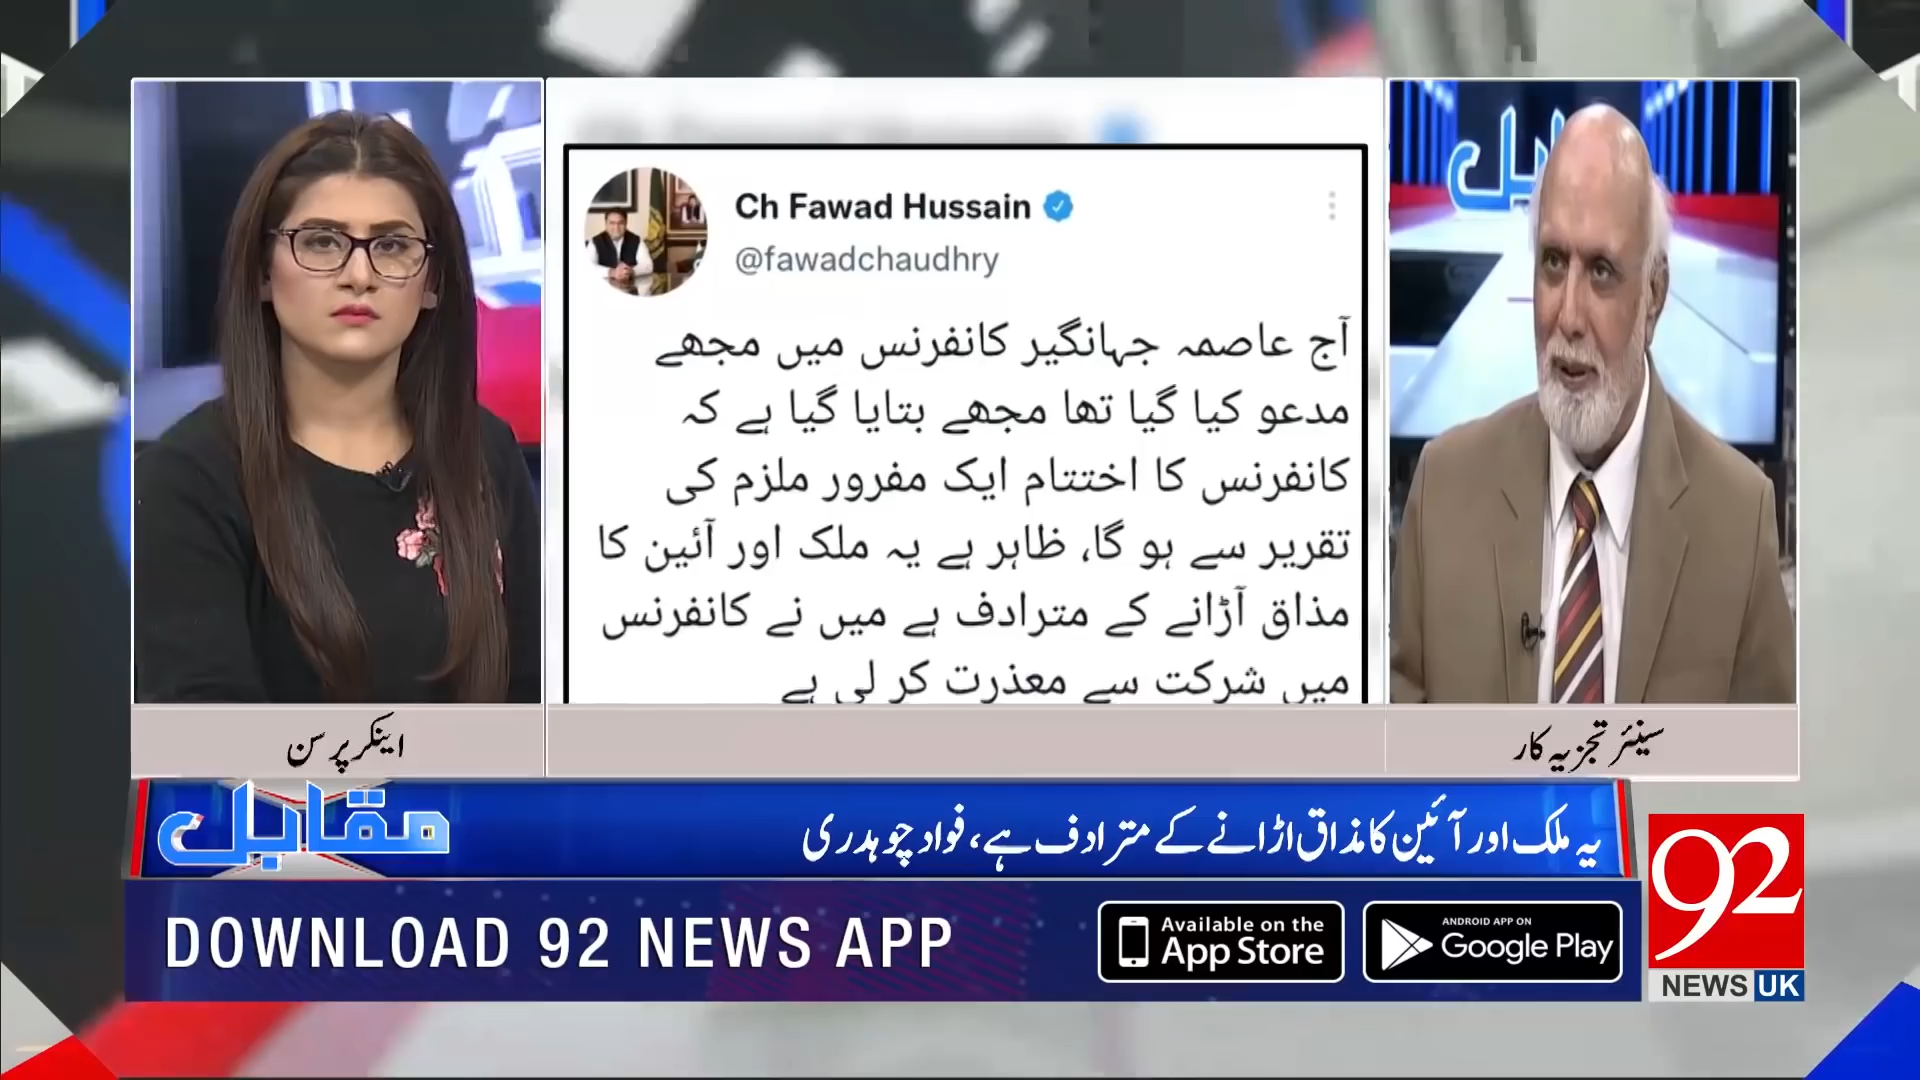 Ch Fawad Hussain
@fawadchaudhry
آج عاصمہ جہانگیر کانفرنس میں مجھے
مدعو کیا گیا تھا مجھے بتایا گیا ہے کہ
کانفرنس کا اختتام ایک مفرور ملزم کی
تقریر سے ہو گا، ظاہر ہے یہ ملک اور آئین کا
مذاق آڑانے کے مترادف ہے میں نے کانفرنس
میں شرکت سے معذرت کر لی ہے
اینکر پرسن
سینئر تجزیہ کار
مقابل
یہ ملک اور آئین کا مذاق اڑانے کے مترادف ہے، فواد چوہدری
DOWNLOAD 92 NEWS APP
Available on the
App Store
ANDROID APP ON
Google Play
92
NEWS UK